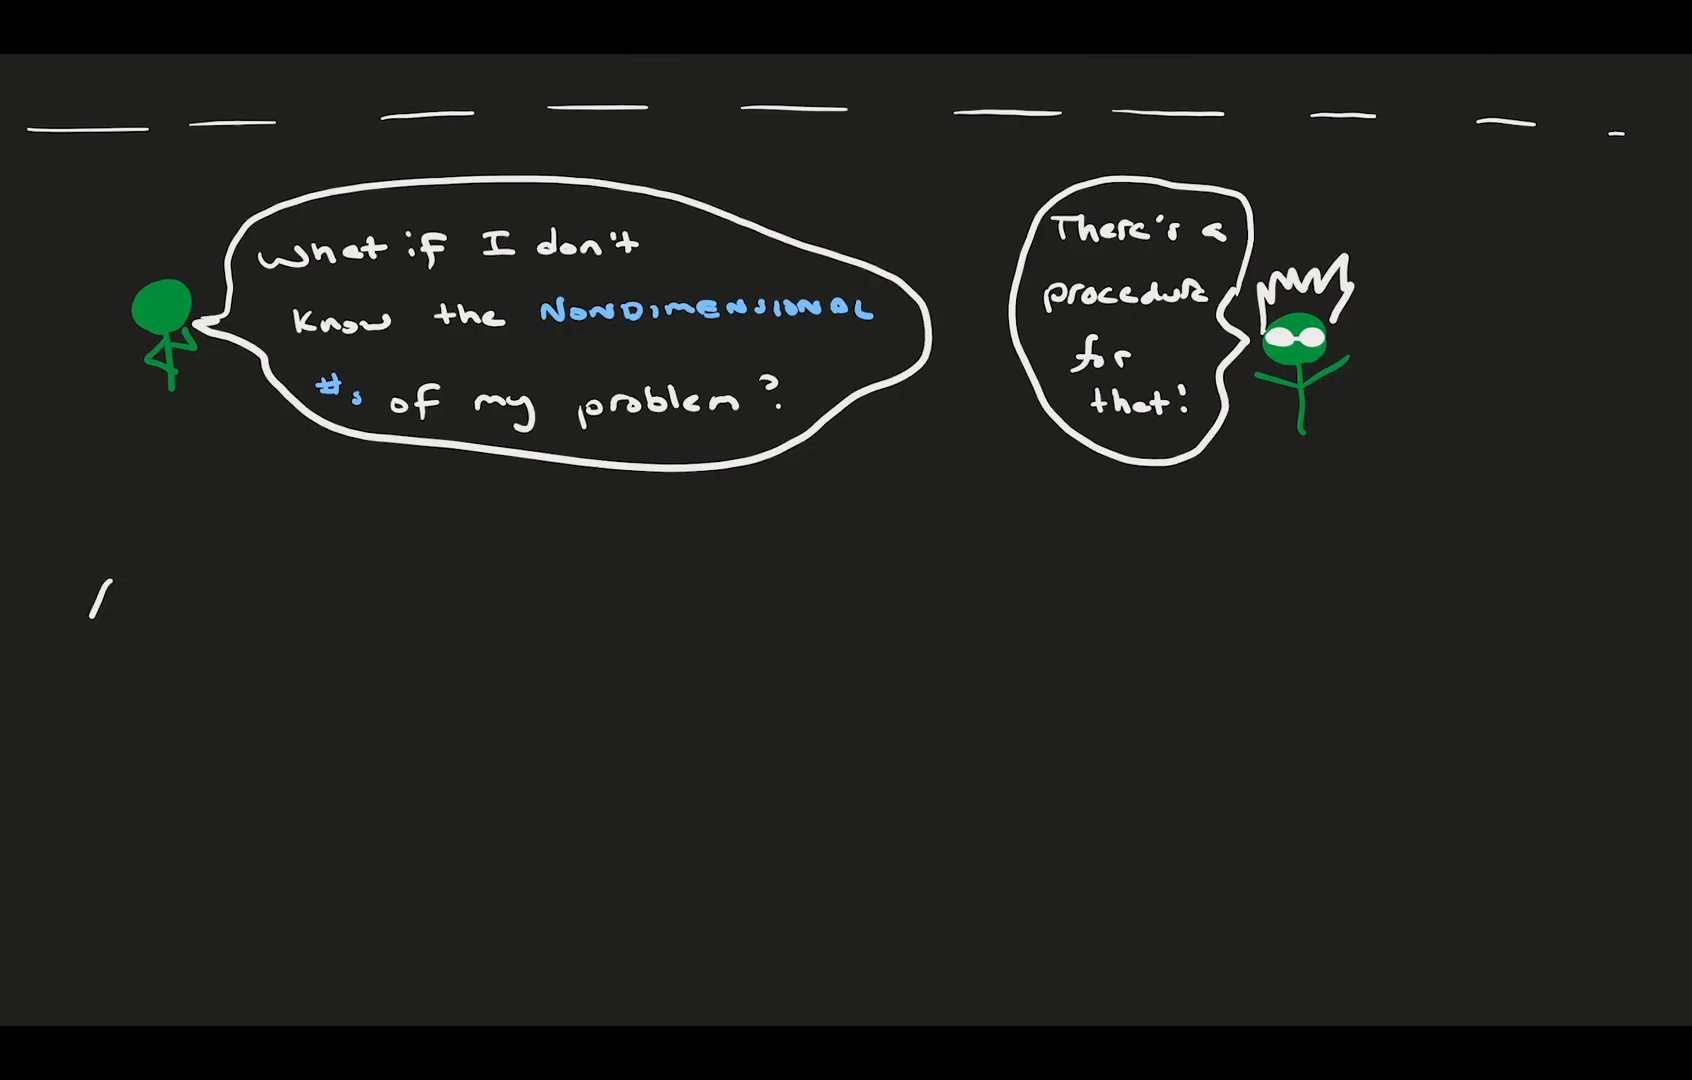 What if I don't
know the NONDIMENSIONAL
#s of my problem?
There's a
procedure
for
that!